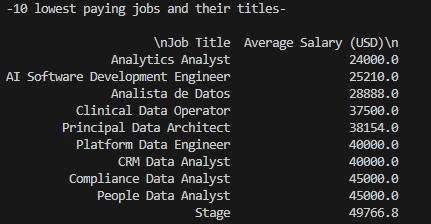 -10 lowest paying jobs and their titles-
\nJob Title Average Salary (USD)\n
Analytics Analyst 24000.0
AI Software Development Engineer 25210.0
Analista de Datos 28888.0
Clinical Data Operator 37500.0
Principal Data Architect 38154.0
Platform Data Engineer 40000.0
CRM Data Analyst 40000.0
Compliance Data Analyst 45000.0
People Data Analyst 45000.0
Stage 49766.8